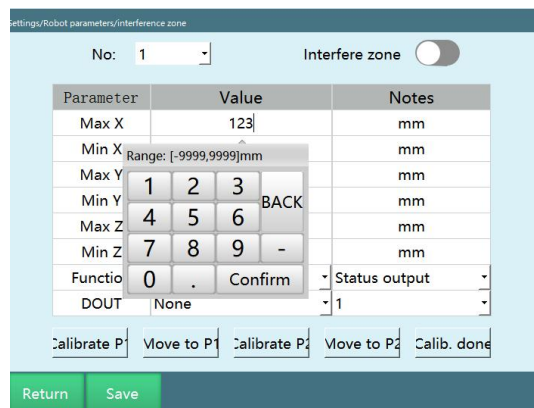 Settings/Robot parameters/interference zone
No: 1 Interfere zone
Parameter Value Notes
Max X 123 mm
Min X mm
Range: [-9999,9999]mm
Max Y mm
1 2 3 BACK
Min Y mm
4 5 6
Max Z mm
7 8 9 -
Min Z mm
0 . Confirm
Functio Status output
DOUT None 1
Calibrate P1 Move to P1 Calibrate P2 Move to P2 Calib. done
Return Save